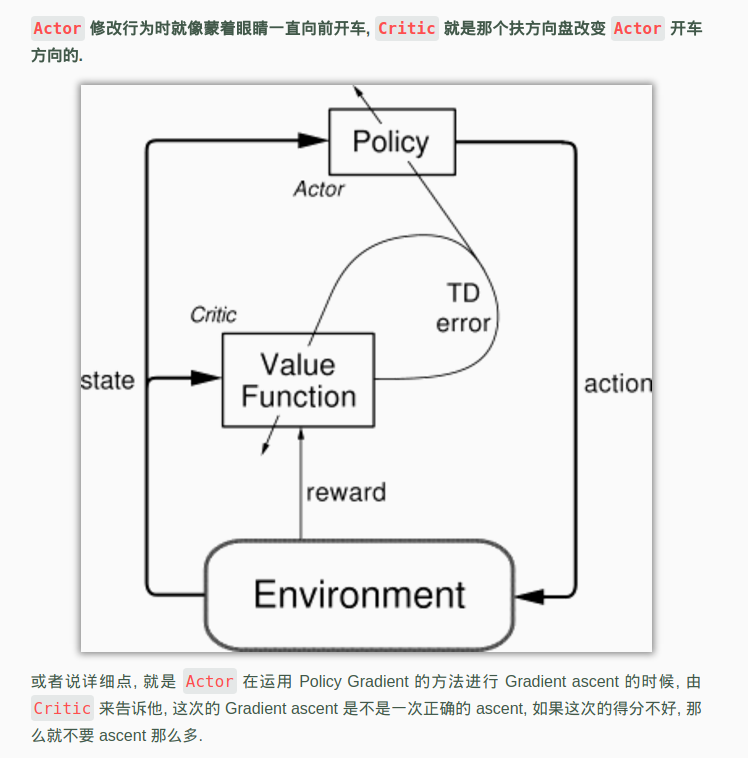 Actor 修改行为时就像蒙着眼睛一直向前开车, Critic 就是那个扶方向盘改变 Actor 开车
方向的.
Policy
Actor
TD
error
Critic
Value
Function
state
action
reward
Environment
或者说详细点, 就是 Actor 在运用 Policy Gradient 的方法进行 Gradient ascent 的时候, 由
Critic 来告诉他, 这次的 Gradient ascent 是不是一次正确的 ascent, 如果这次的得分不好, 那
么就不要 ascent 那么多.